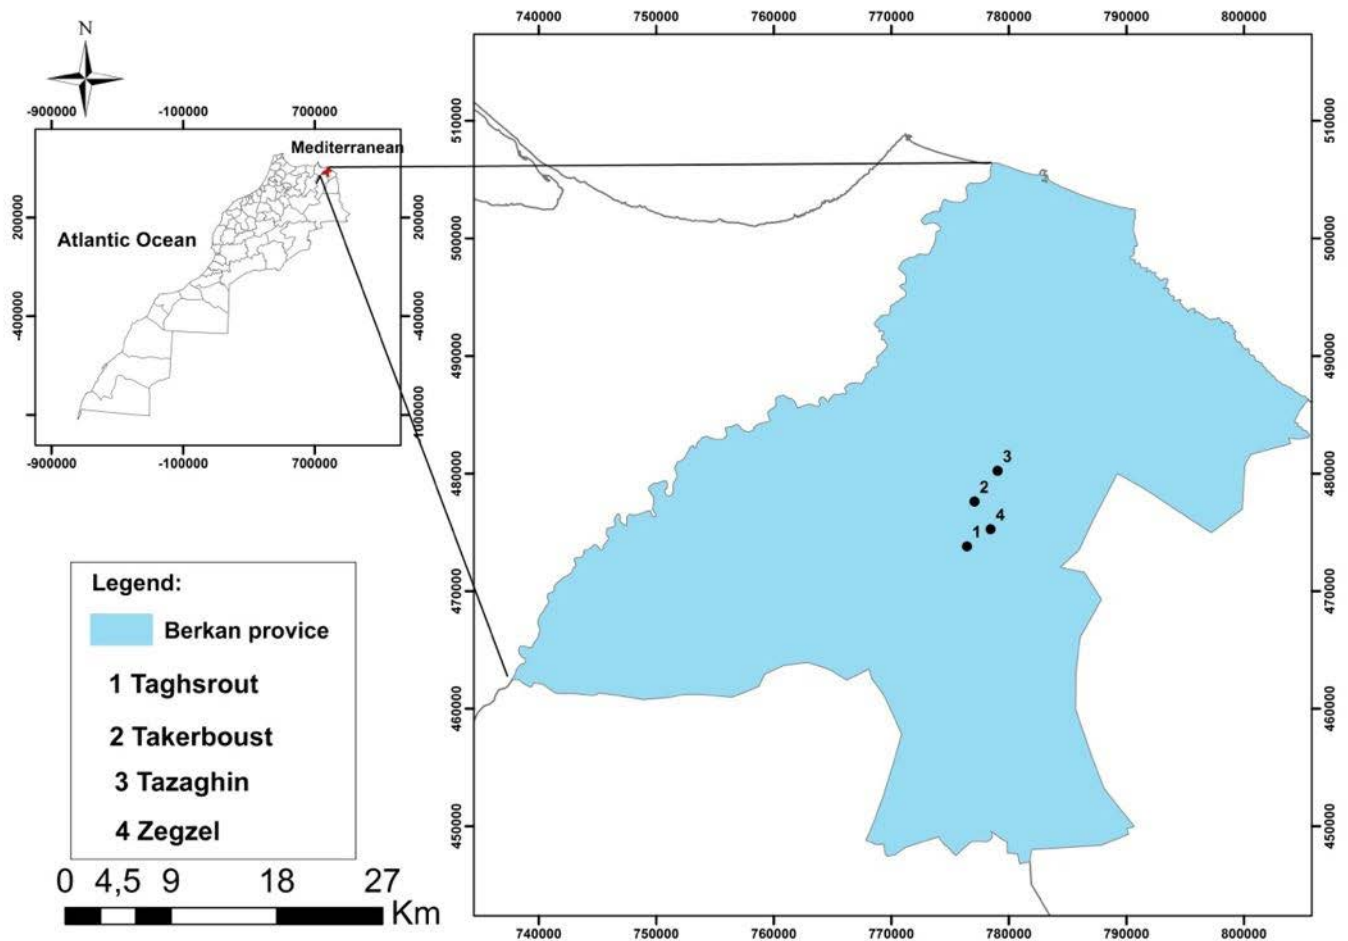 N
-900000 -100000 700000
Mediterranean
Atlantic Ocean
200000
200000
-400000
-400000
-900000 -100000 700000
740000 750000 760000 770000 780000 790000 800000
510000
510000
500000
500000
490000
490000
480000
480000
470000
470000
460000
460000
450000
450000
3
2
4
1
740000 750000 760000 770000 780000 790000 800000
Legend:
Berkan provice
1 Taghsrout
2 Takerboust
3 Tazaghin
4 Zegzel
0 4,5 9 18 27
Km